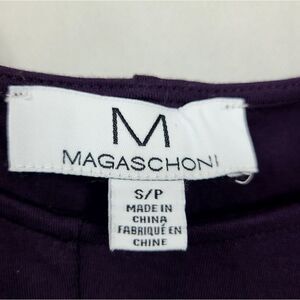 M
MAGASCHONI
S/P
MADE IN
CHINA
FABRIQUÉ EN
CHINE